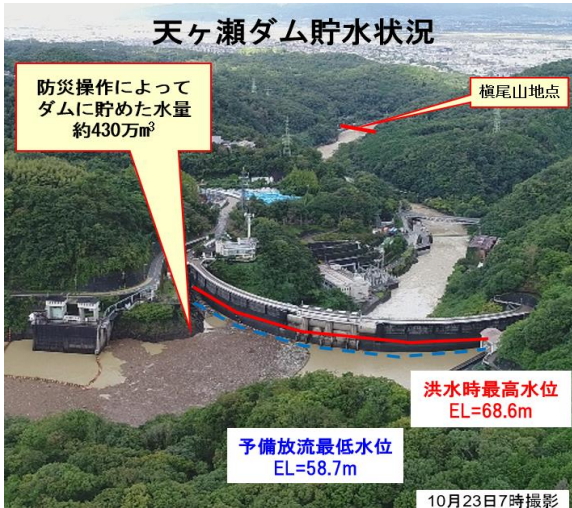 天ヶ瀬ダム貯水状況
防災操作によって
ダムに貯めた水量
約430万㎥
槇尾山地点
洪水時最高水位
EL=68.6m
予備放流最低水位
EL=58.7m
10月23日7時撮影